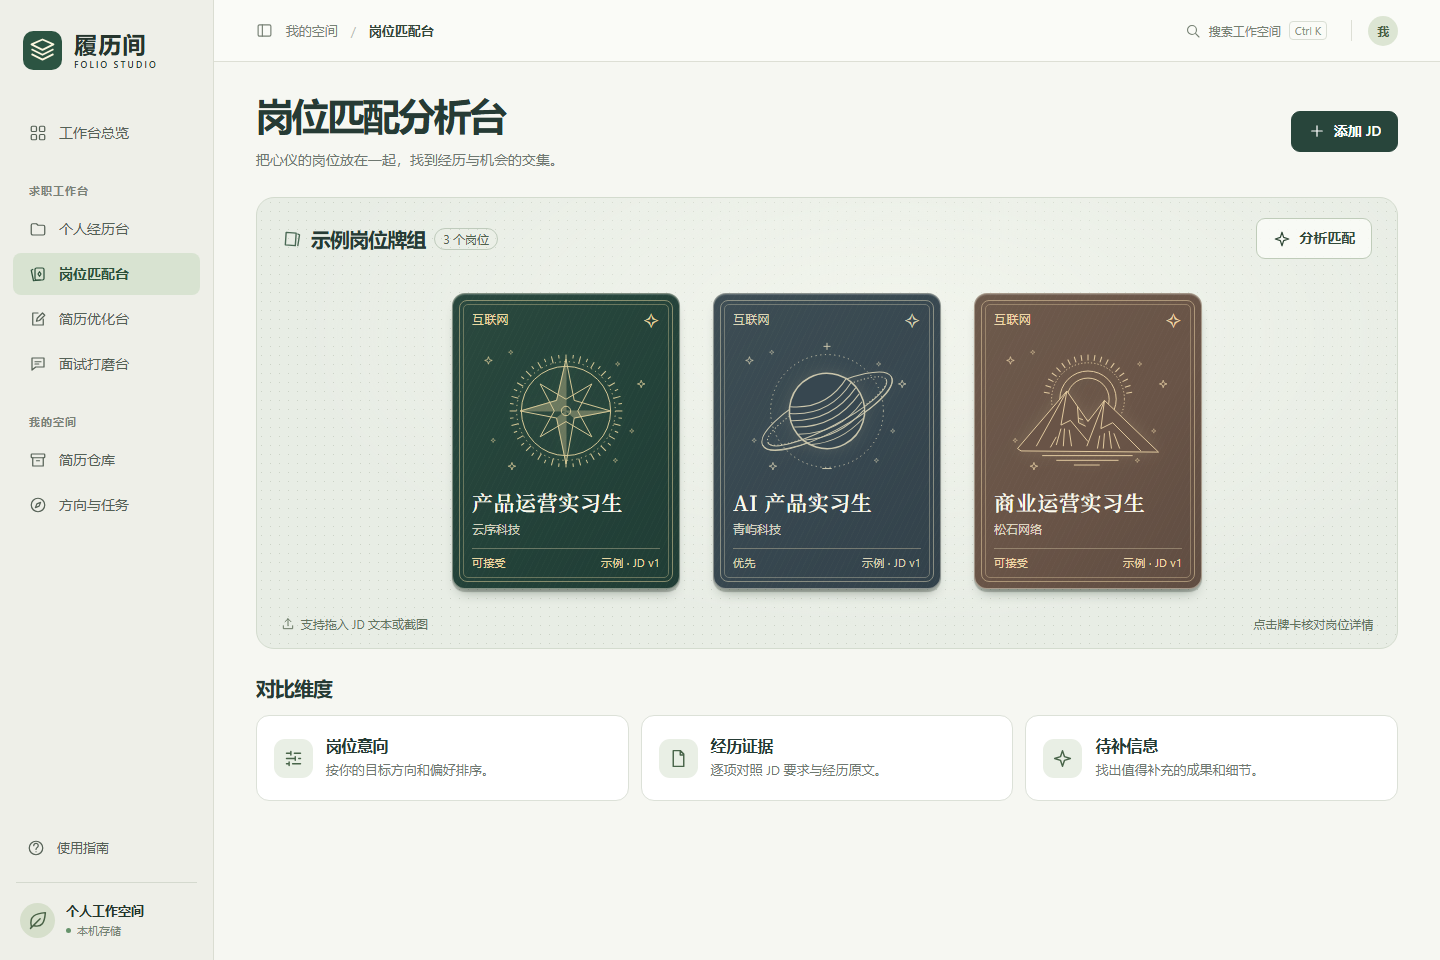 履历间
FOLIO STUDIO
工作台总览
求职工作台
个人经历台
岗位匹配台
简历优化台
面试打磨台
我的空间
简历仓库
方向与任务
使用指南
个人工作空间
本机存储
我的空间 / 岗位匹配台
搜索工作空间 Ctrl K
我
岗位匹配分析台
把心仪的岗位放在一起，找到经历与机会的交集。
添加 JD
示例岗位牌组 3 个岗位
分析匹配
互联网
产品运营实习生
云序科技
可接受 示例 · JD v1
互联网
AI 产品实习生
青屿科技
优先 示例 · JD v1
互联网
商业运营实习生
松石网络
可接受 示例 · JD v1
支持拖入 JD 文本或截图
点击牌卡核对岗位详情
对比维度
岗位意向
按你的目标方向和偏好排序。
经历证据
逐项对照 JD 要求与经历原文。
待补信息
找出值得补充的成果和细节。